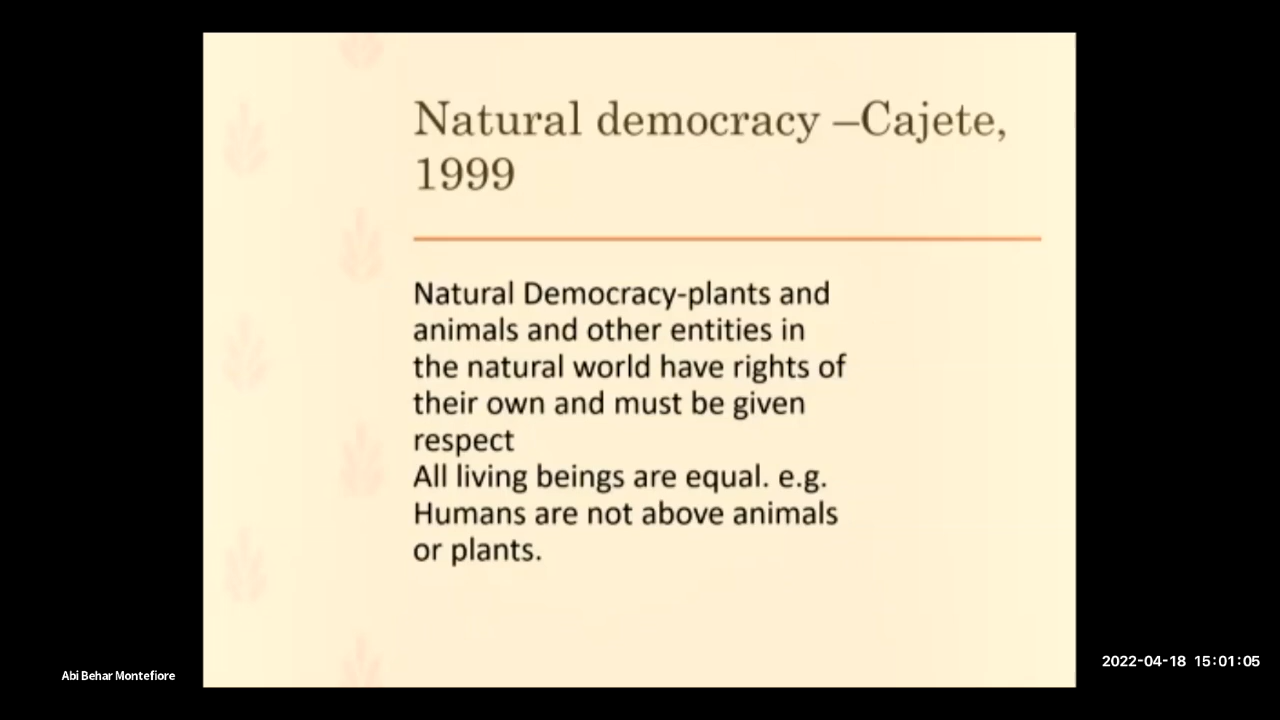 Natural democracy –Cajete,
1999
Natural Democracy-plants and
animals and other entities in
the natural world have rights of
their own and must be given
respect
All living beings are equal. e.g.
Humans are not above animals
or plants.
Abi Behar Montefiore
2022-04-18 15:01:05